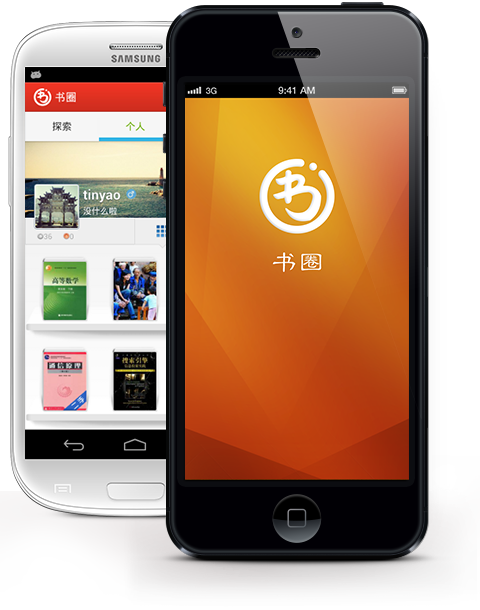 SAMSUNG
书圈
探索
个人
tinyao
没什么啦
36
0
高等数学
通信原理
搜索引擎
3G
9:41 AM
书
书圈